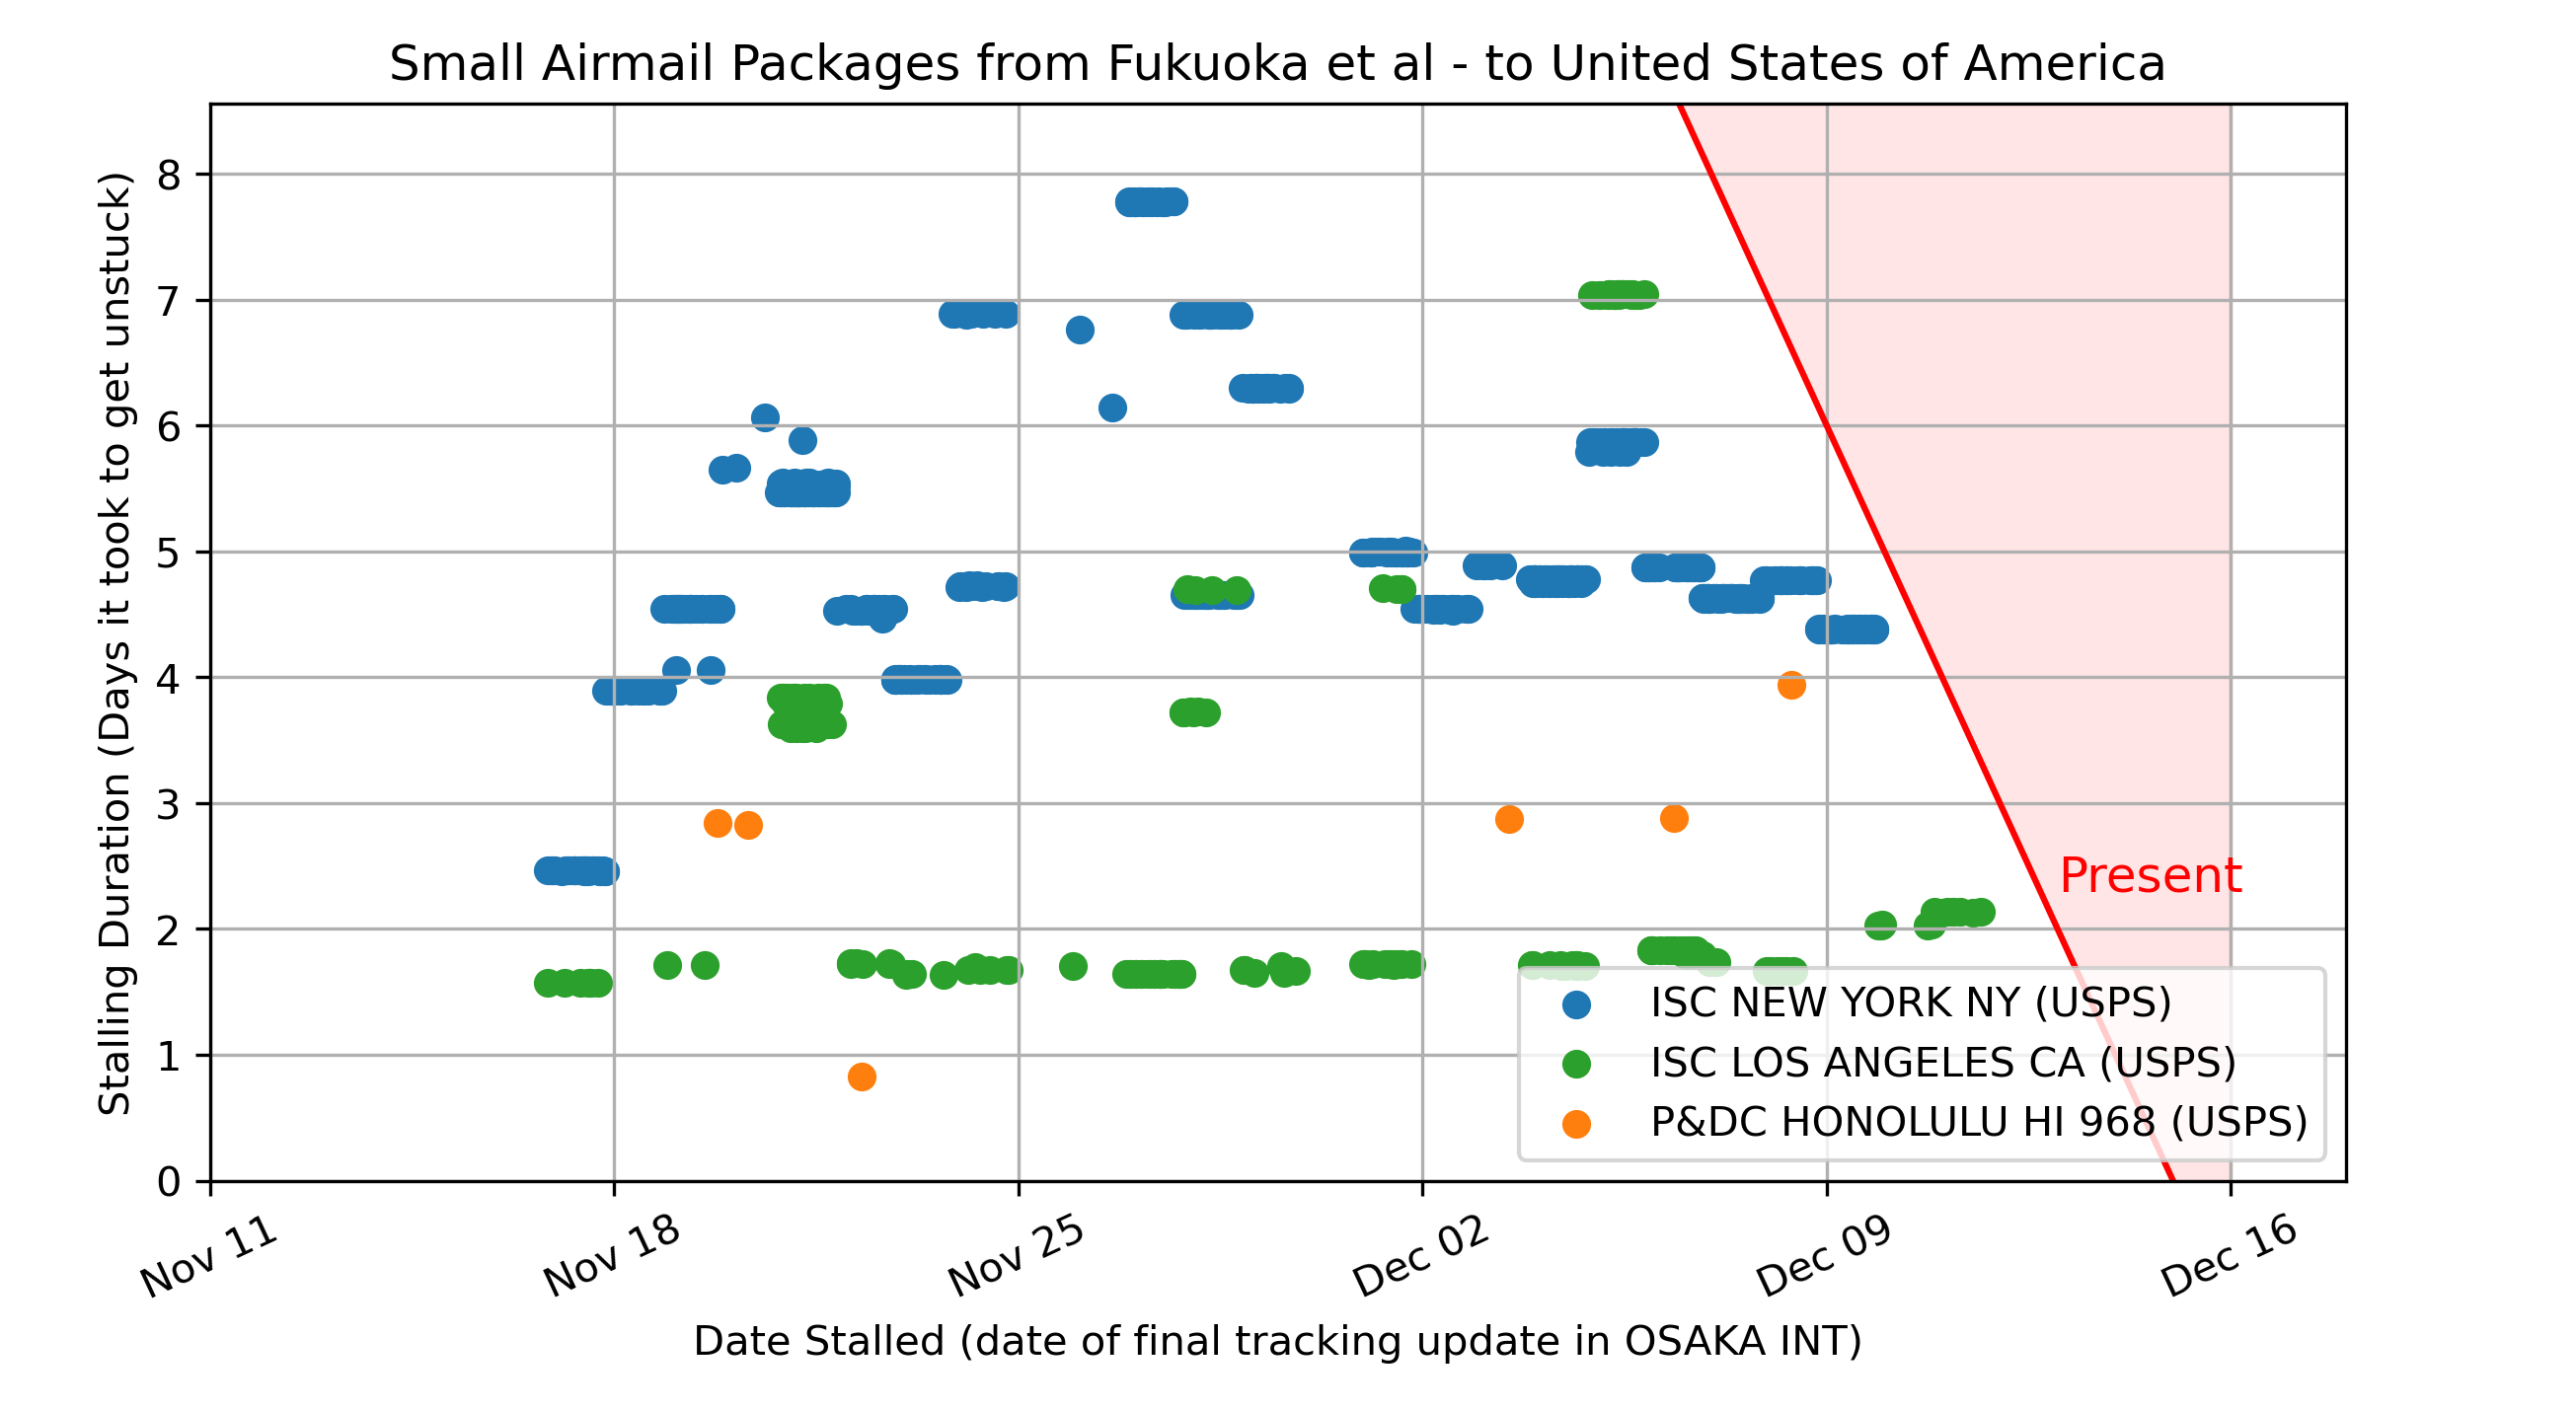 Small Airmail Packages from Fukuoka et al - to United States of America
Stalling Duration (Days it took to get unstuck)
8
7
6
5
4
3
2
1
0
Present
ISC NEW YORK NY (USPS)
ISC LOS ANGELES CA (USPS)
P&DC HONOLULU HI 968 (USPS)
Nov 11
Nov 18
Nov 25
Dec 02
Dec 09
Dec 16
Date Stalled (date of final tracking update in OSAKA INT)